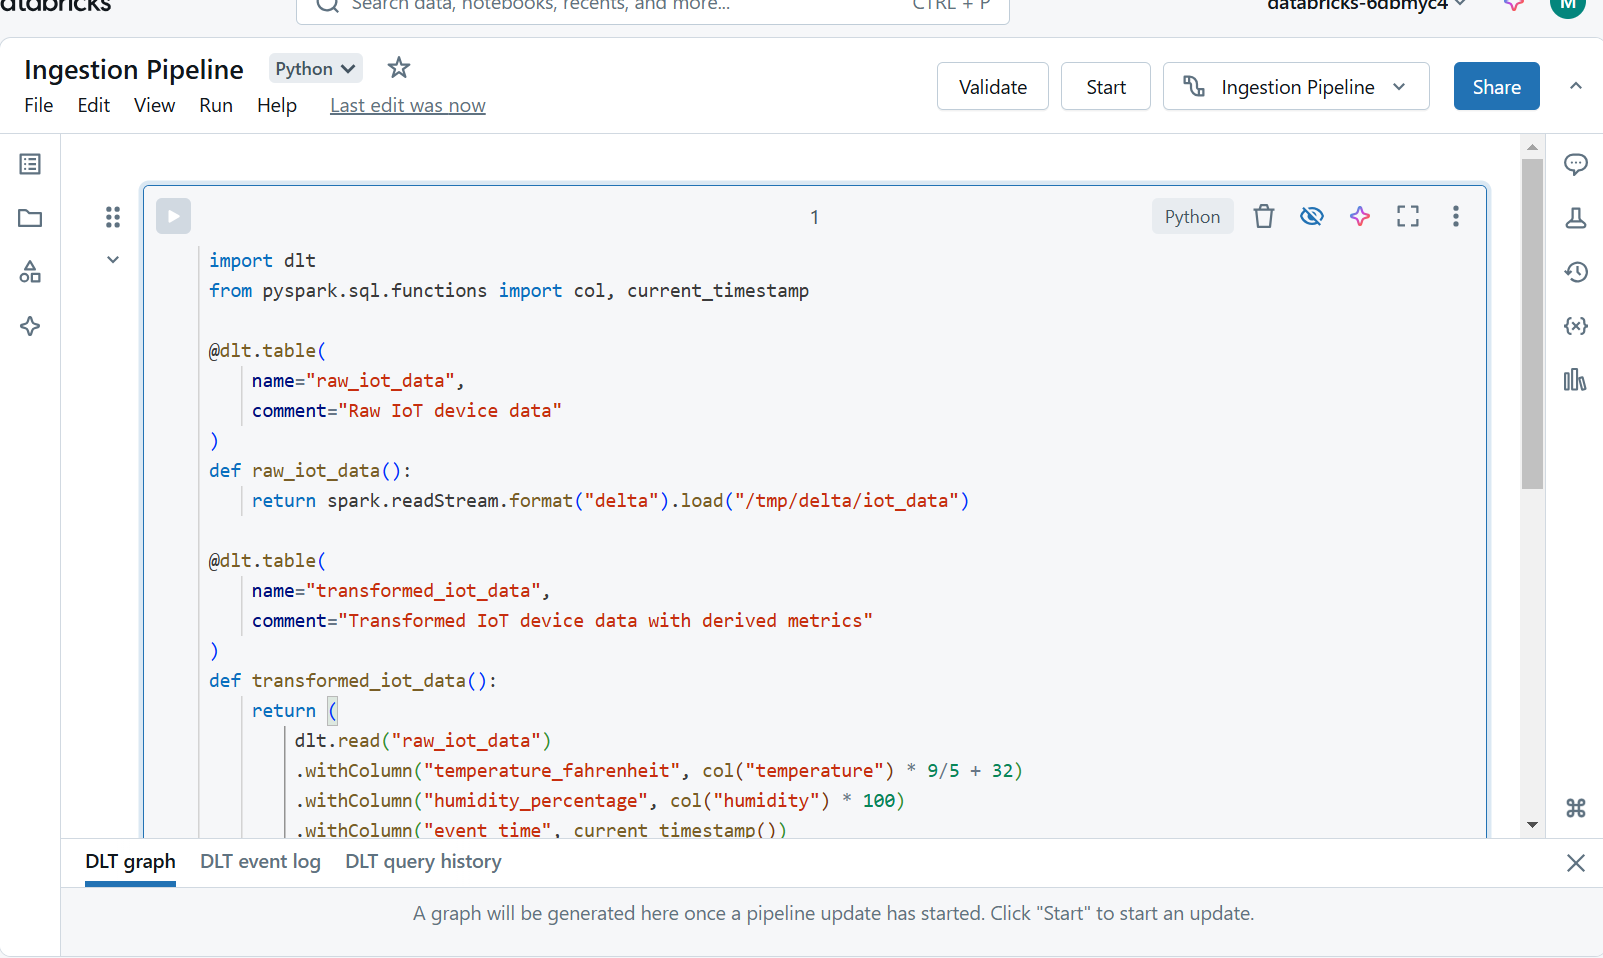 databricks
Search data, notebooks, recents, and more...
CTRL + P
databricks-6dbmyc4
M
Ingestion Pipeline
Python
File
Edit
View
Run
Help
Last edit was now
Validate
Start
Ingestion Pipeline
Share
1
Python
import dlt
from pyspark.sql.functions import col, current_timestamp
@dlt.table(
name="raw_iot_data",
comment="Raw IoT device data"
)
def raw_iot_data():
return spark.readStream.format("delta").load("/tmp/delta/iot_data")
@dlt.table(
name="transformed_iot_data",
comment="Transformed IoT device data with derived metrics"
)
def transformed_iot_data():
return (
dlt.read("raw_iot_data")
.withColumn("temperature_fahrenheit", col("temperature") * 9/5 + 32)
.withColumn("humidity_percentage", col("humidity") * 100)
.withColumn("event_time", current_timestamp())
DLT graph
DLT event log
DLT query history
A graph will be generated here once a pipeline update has started. Click "Start" to start an update.